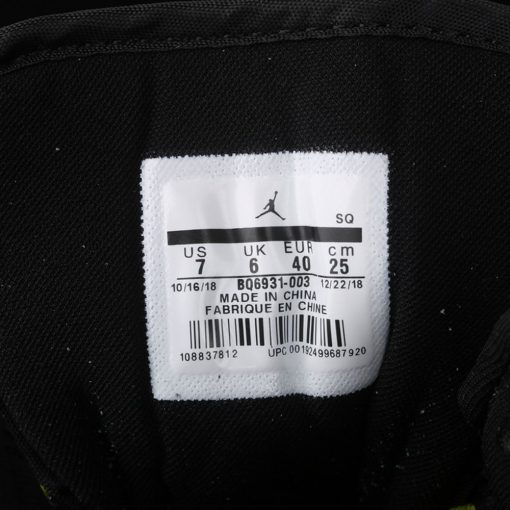 SQ
US UK EUR cm
7 6 40 25
10/16/18 BQ6931-003 12/22/18
MADE IN CHINA
FABRIQUE EN CHINE
108837812 UPC 00192499687920